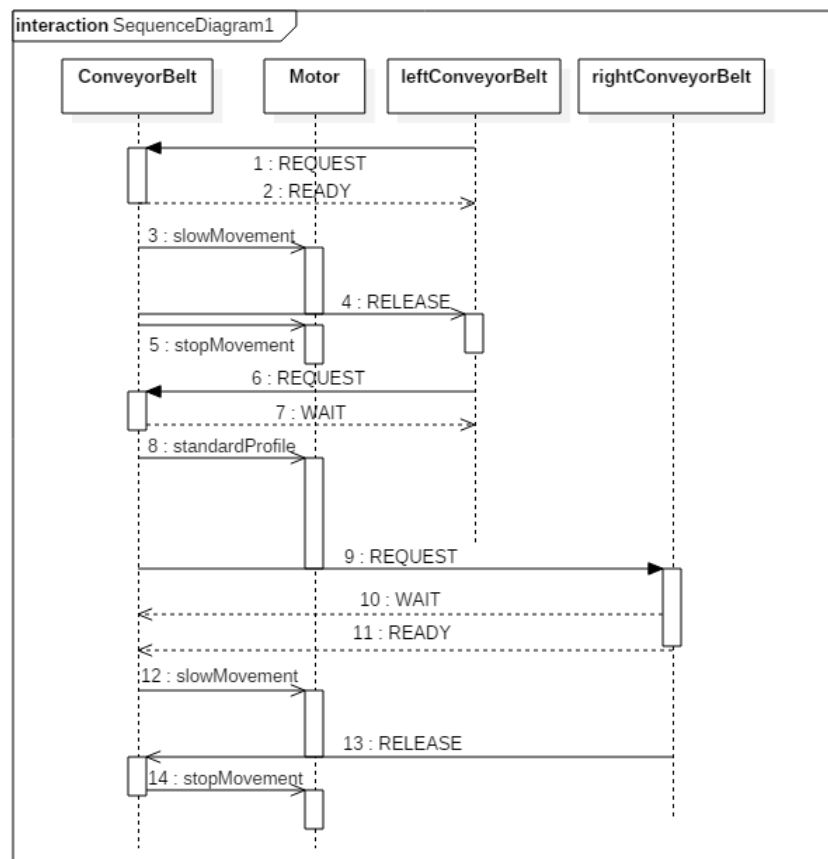 interaction SequenceDiagram1
ConveyorBelt
Motor
leftConveyorBelt
rightConveyorBelt
1 : REQUEST
2 : READY
3 : slowMovement
4 : RELEASE
5 : stopMovement
6 : REQUEST
7 : WAIT
8 : standardProfile
9 : REQUEST
10 : WAIT
11 : READY
12 : slowMovement
13 : RELEASE
14 : stopMovement